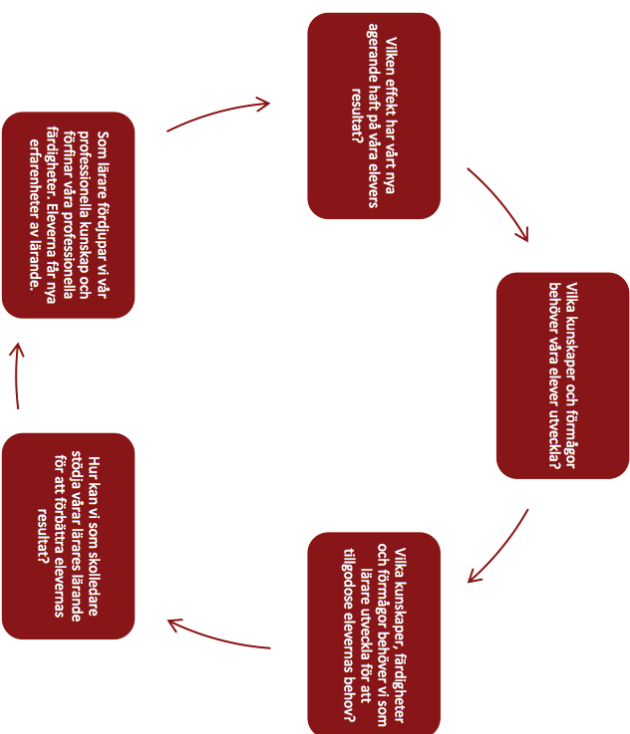 Vilka kunskaper och förmågor
behöver våra elever utveckla?
Vilka kunskaper, färdigheter
och förmågor behöver vi som
lärare utveckla för att
tillgodose elevernas behov?
Hur kan vi som skolledare
stödja vårar lärares lärande
för att förbättra elevernas
resultat?
Som lärare fördjupar vi vår
professionella kunskap och
förfinar våra professionella
färdigheter. Eleverna får nya
erfarenheter av lärande.
Vilken effekt har vårt nya
agerande haft på våra elevers
resultat?